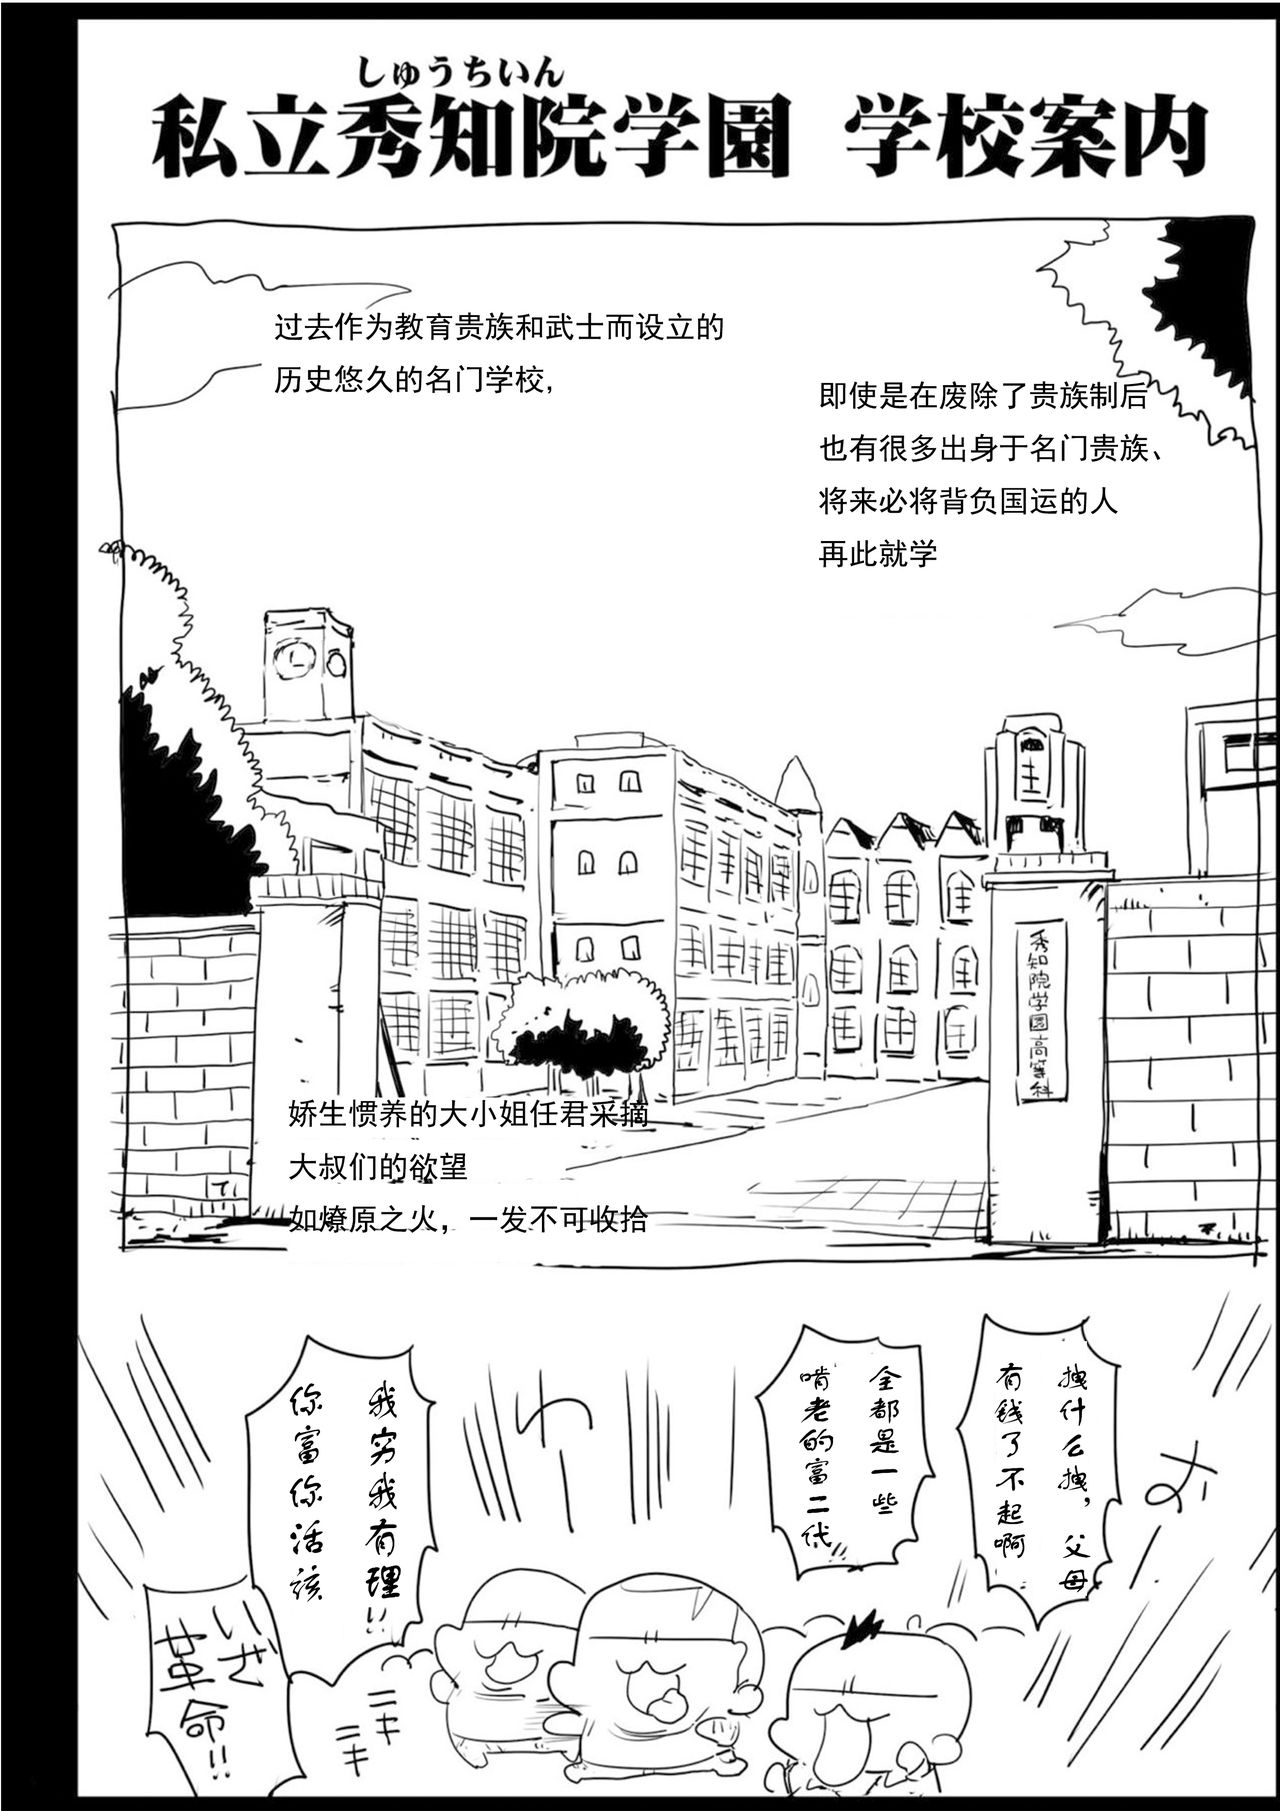 しゅうちいん
私立秀知院学園 学校案内
过去作为教育贵族和武士而设立的
历史悠久的名门学校,
即使是在废除了贵族制后
也有很多出身于名门贵族、
将来必将背负国运的人
再此就学
秀知院学園高等科
娇生惯养的大小姐任君采摘
大叔们的欲望
如燎原之火，一发不可收拾
拽什么拽，父母
有钱了不起啊
全都是一些
啃老的富二代!
わ
オ
我穷我有理!!
你富你活该
いざ
革命!!
ニキ
ニキ